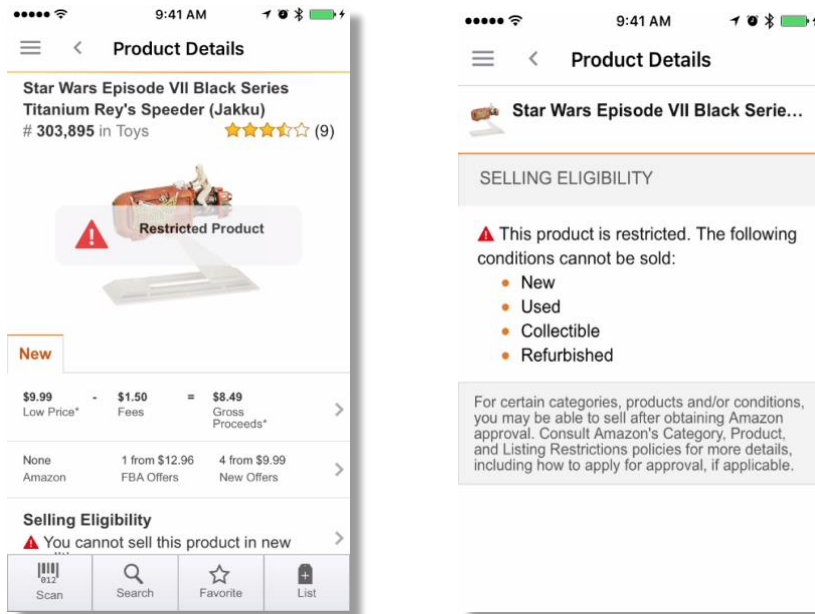 9:41 AM
Product Details
Star Wars Episode VII Black Series
Titanium Rey's Speeder (Jakku)
# 303,895 in Toys (9)
Restricted Product
New
$9.99 - $1.50 = $8.49
Low Price* Fees Gross
Proceeds*
None 1 from $12.96 4 from $9.99
Amazon FBA Offers New Offers
Selling Eligibility
You cannot sell this product in new
012
Scan Search Favorite List
9:41 AM
Product Details
Star Wars Episode VII Black Serie...
SELLING ELIGIBILITY
This product is restricted. The following
conditions cannot be sold:
• New
• Used
• Collectible
• Refurbished
For certain categories, products and/or conditions,
you may be able to sell after obtaining Amazon
approval. Consult Amazon's Category, Product,
and Listing Restrictions policies for more details,
including how to apply for approval, if applicable.